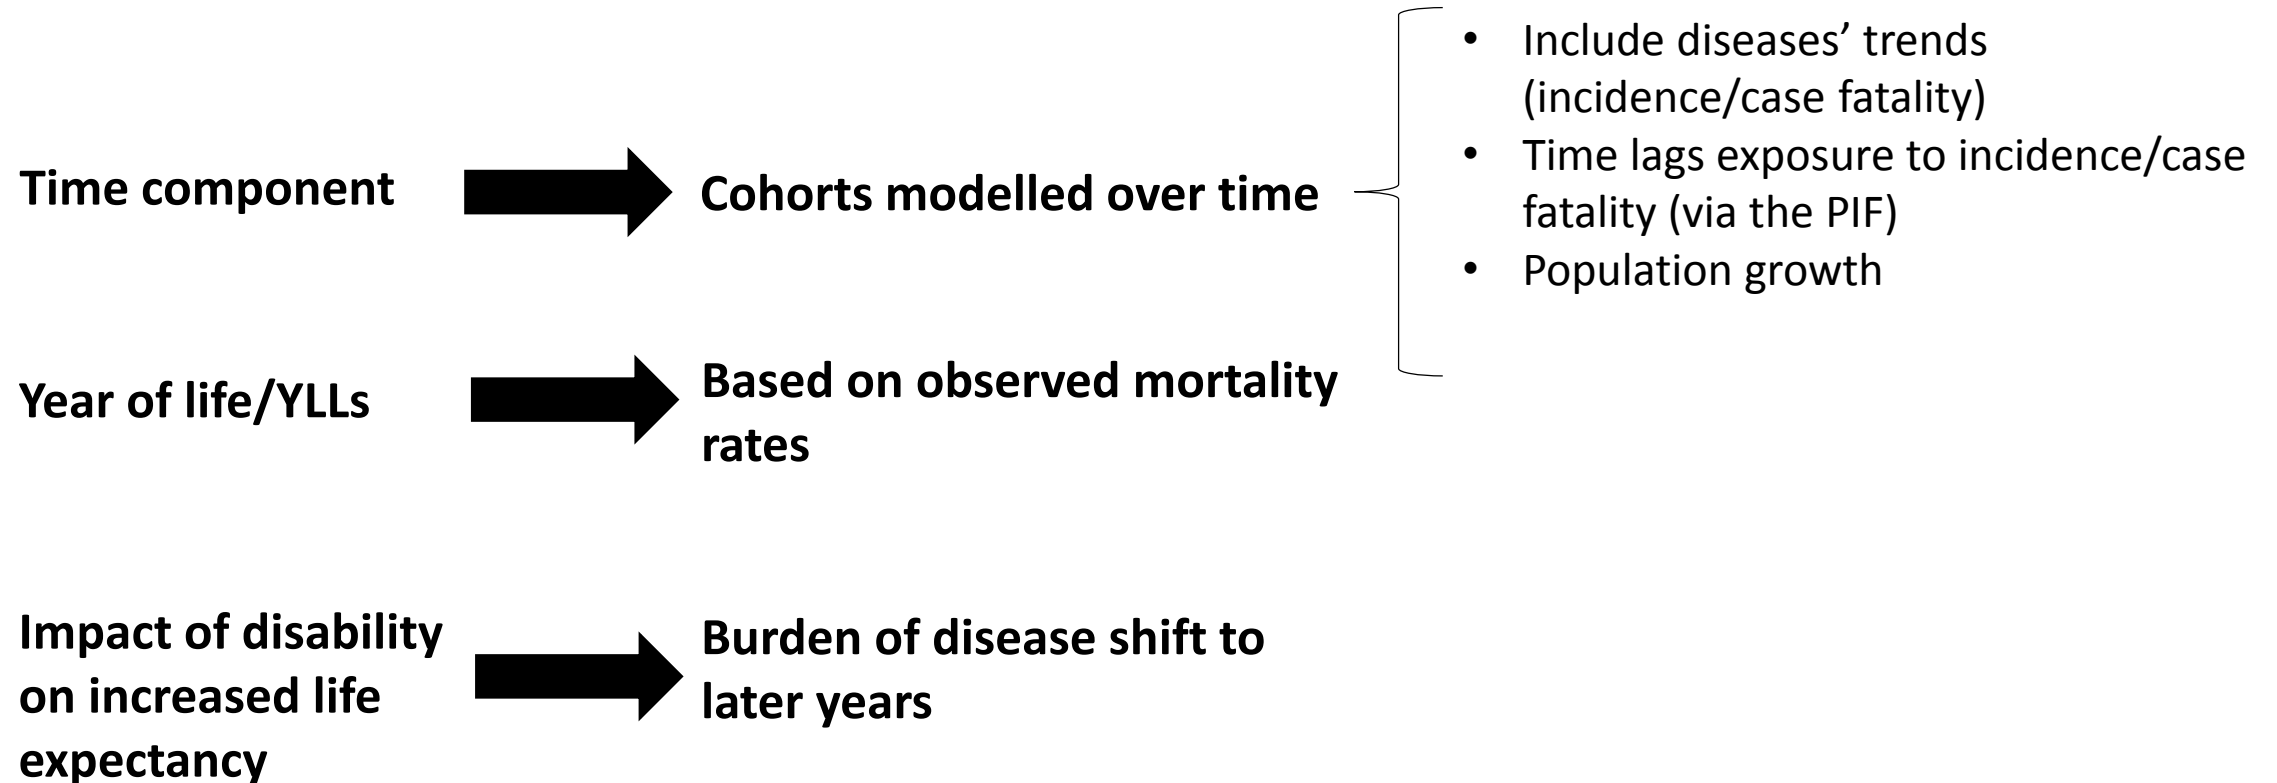 Time component
Cohorts modelled over time
• Include diseases’ trends
(incidence/case fatality)
• Time lags exposure to incidence/case
fatality (via the PIF)
• Population growth
Year of life/YLLs
Based on observed mortality
rates
Impact of disability
on increased life
expectancy
Burden of disease shift to
later years